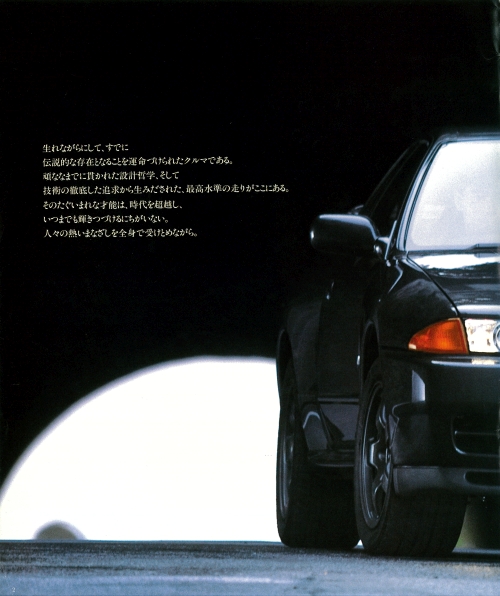 生れながらにして、すでに
伝説的な存在となることを運命づけられたクルマである。
頑ななまでに貫かれた設計哲学、そして
技術の徹底した追求から生みだされた、最高水準の走りがここにある。
そのたぐいまれな才能は、時代を超越し、
いつまでも輝きつづけるにちがいない。
人々の熱いまなざしを全身で受けとめながら。